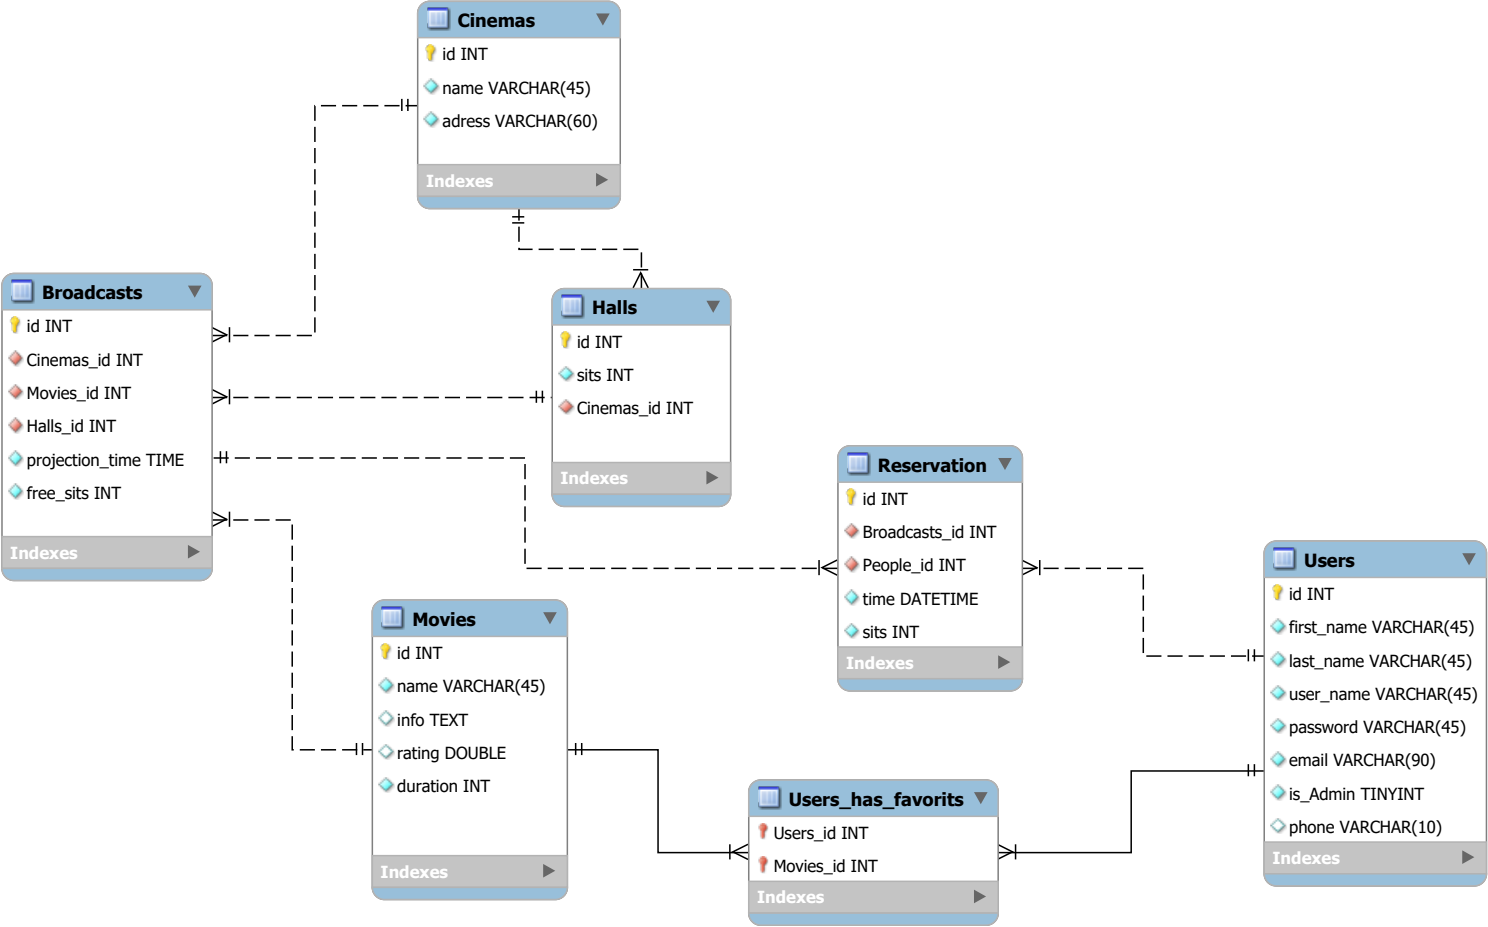 Cinemas
id INT
name VARCHAR(45)
adress VARCHAR(60)
Indexes
Broadcasts
id INT
Cinemas_id INT
Movies_id INT
Halls_id INT
projection_time TIME
free_sits INT
Indexes
Halls
id INT
sits INT
Cinemas_id INT
Indexes
Reservation
id INT
Broadcasts_id INT
People_id INT
time DATETIME
sits INT
Indexes
Users
id INT
first_name VARCHAR(45)
last_name VARCHAR(45)
user_name VARCHAR(45)
password VARCHAR(45)
email VARCHAR(90)
is_Admin TINYINT
phone VARCHAR(10)
Indexes
Movies
id INT
name VARCHAR(45)
info TEXT
rating DOUBLE
duration INT
Indexes
Users_has_favorits
Users_id INT
Movies_id INT
Indexes